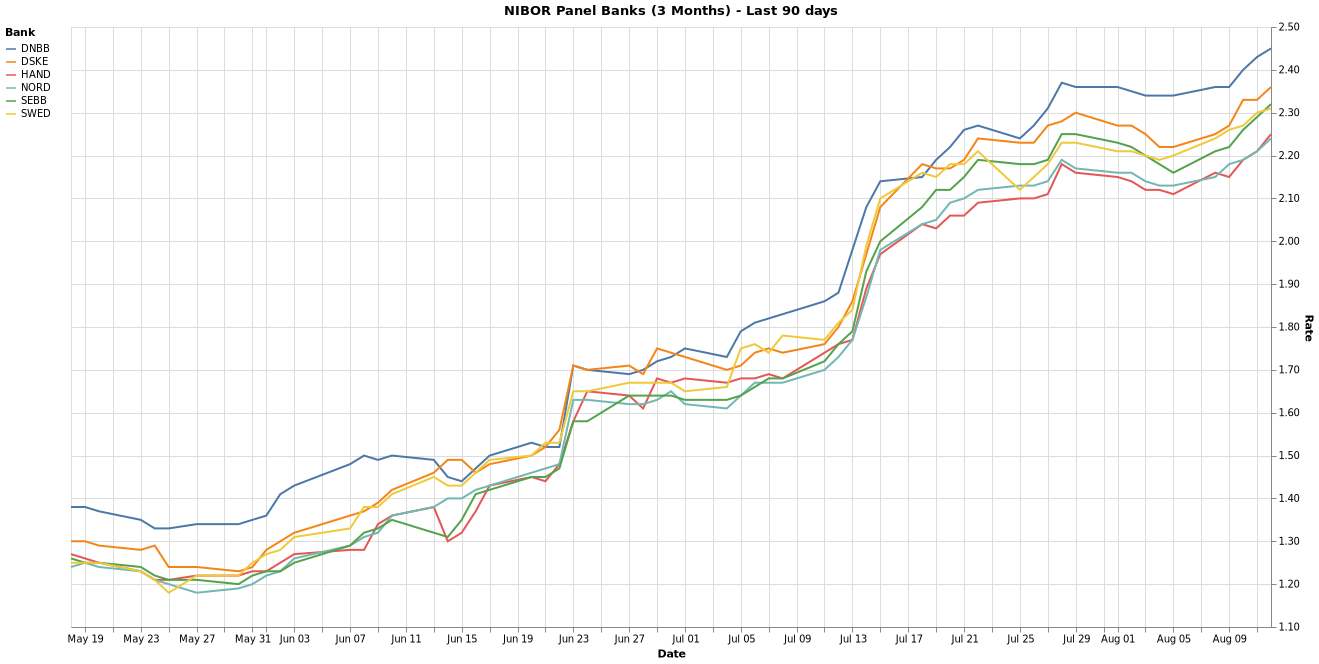 NIBOR Panel Banks (3 Months) - Last 90 days
Bank
DNBB
DSKE
HAND
NORD
SEBB
SWED
2.50
2.40
2.30
2.20
2.10
2.00
1.90
1.80
1.70
1.60
1.50
1.40
1.30
1.20
1.10
Rate
May 19 May 23 May 27 May 31 Jun 03 Jun 07 Jun 11 Jun 15 Jun 19 Jun 23 Jun 27 Jul 01 Jul 05 Jul 09 Jul 13 Jul 17 Jul 21 Jul 25 Jul 29 Aug 01 Aug 05 Aug 09
Date